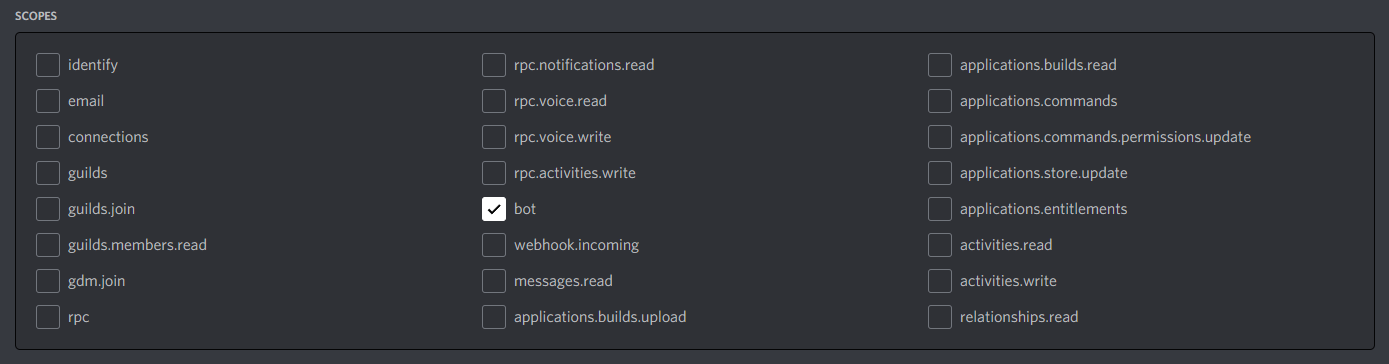 SCOPES
identify
email
connections
guilds
guilds.join
guilds.members.read
gdm.join
rpc
rpc.notifications.read
rpc.voice.read
rpc.voice.write
rpc.activities.write
bot
webhook.incoming
messages.read
applications.builds.upload
applications.builds.read
applications.commands
applications.commands.permissions.update
applications.store.update
applications.entitlements
activities.read
activities.write
relationships.read